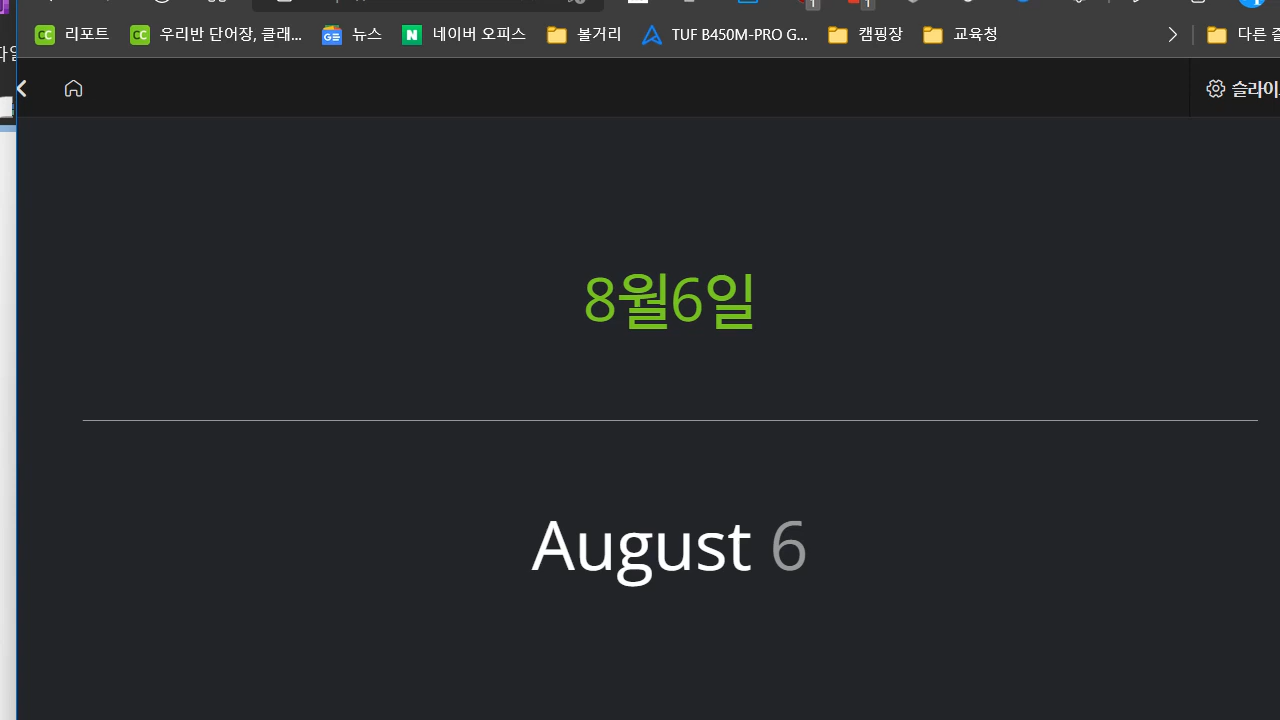 리포트 우리반 단어장, 클래... 뉴스 네이버 오피스 볼거리 TUF B450M-PRO G... 캠핑장 교육청 다른
슬라이
8월6일
August 6